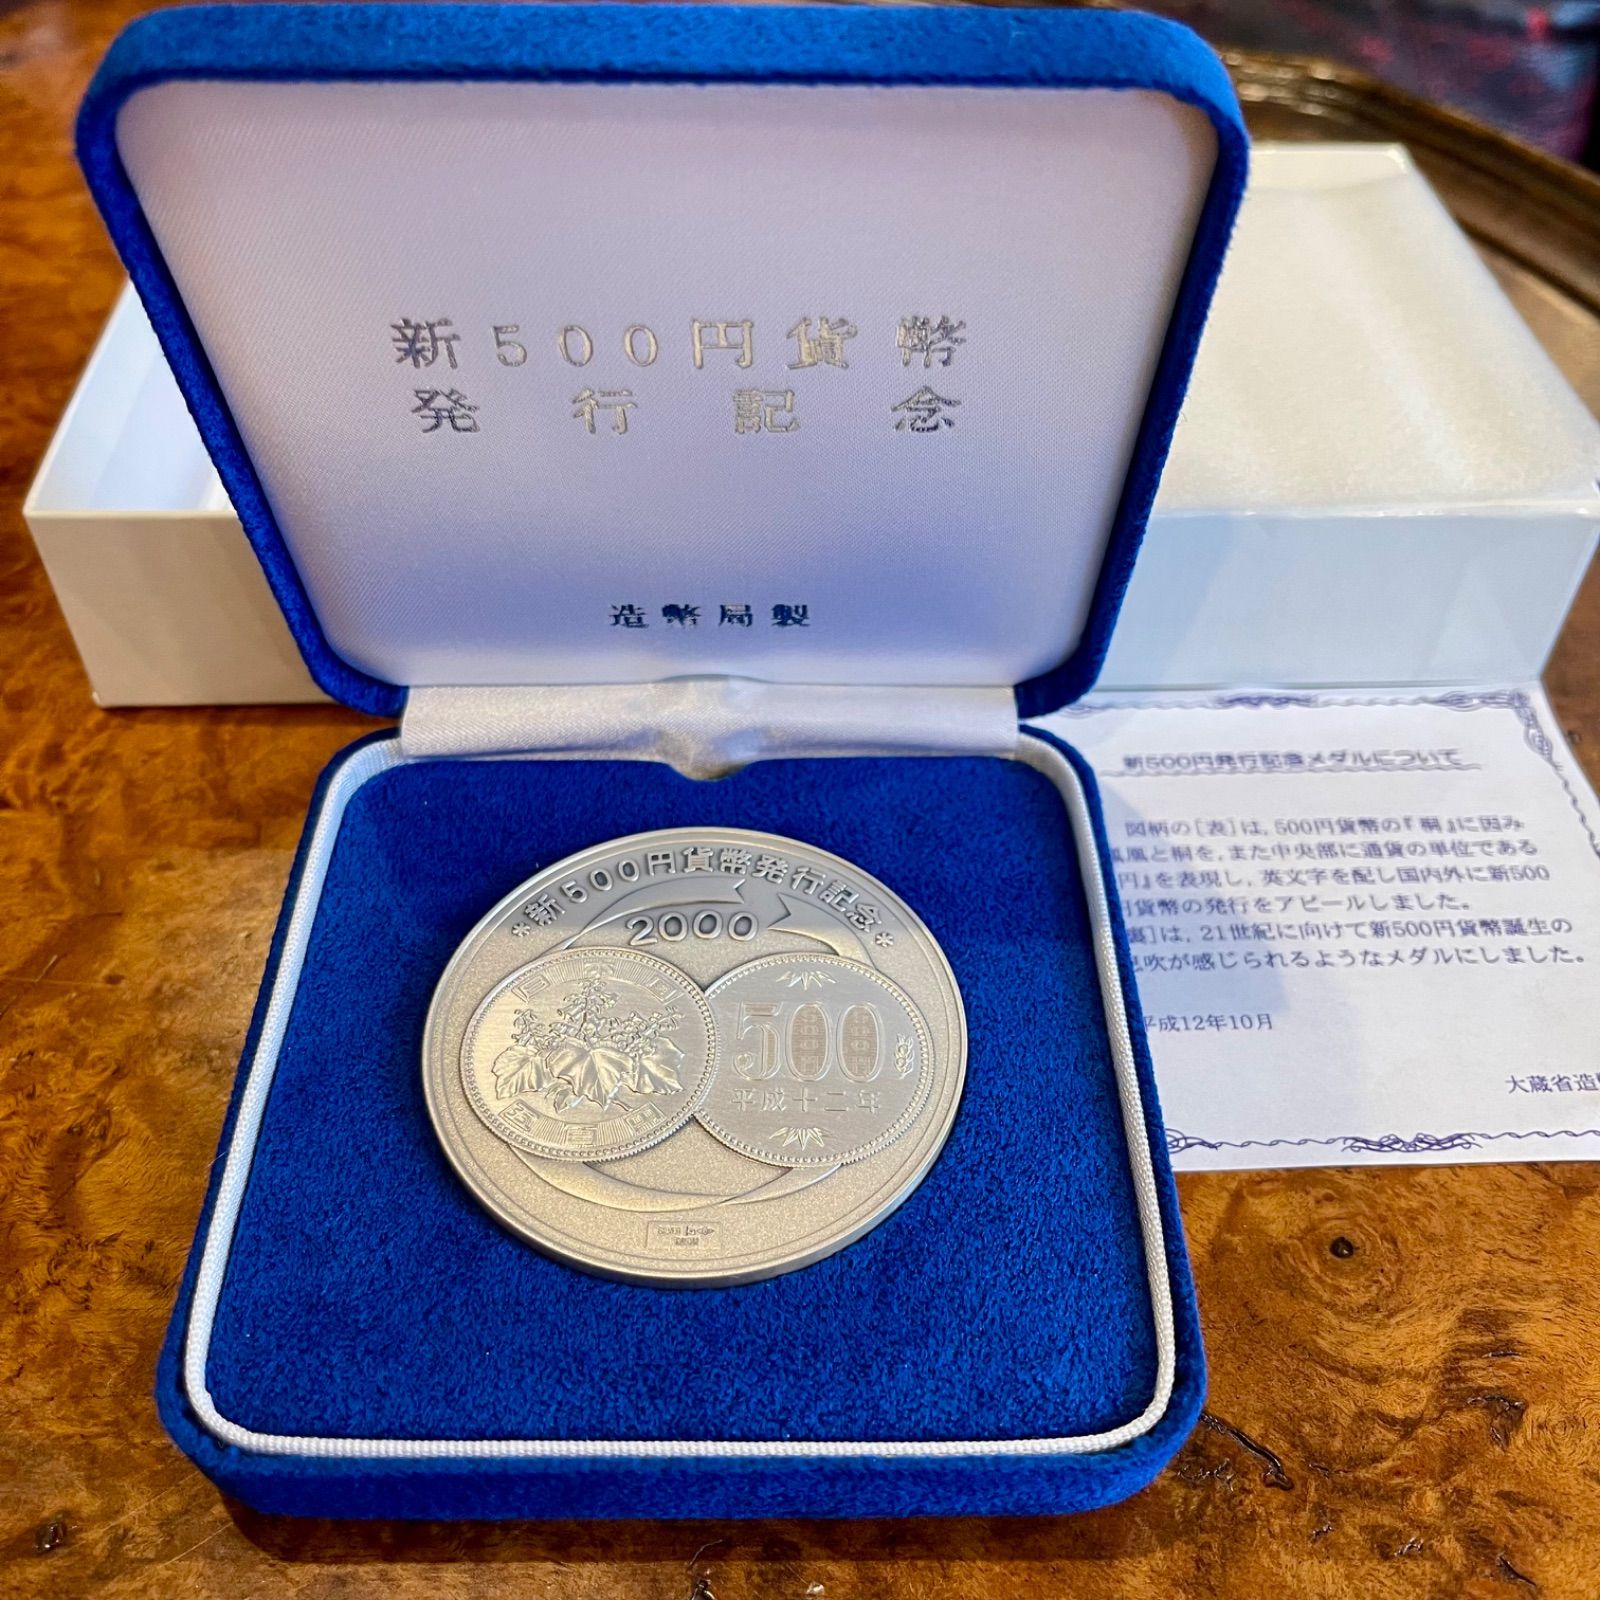 新500円貨幣
発行記念
造幣局製
*新500円貨幣発行記念*
2000
日本国
五百円
500
平成十二年
新500円発行記念メダルについて
図柄の[表]は,500円貨幣の『桐』に因み
凰と桐を,また中央部に通貨の単位である
円』を表現し,英文字を配し国内外に新500
貨幣の発行をアピールしました。
裏]は,21世紀に向けて新500円貨幣誕生の
息吹が感じられるようなメダルにしました。
平成12年10月
大蔵省造